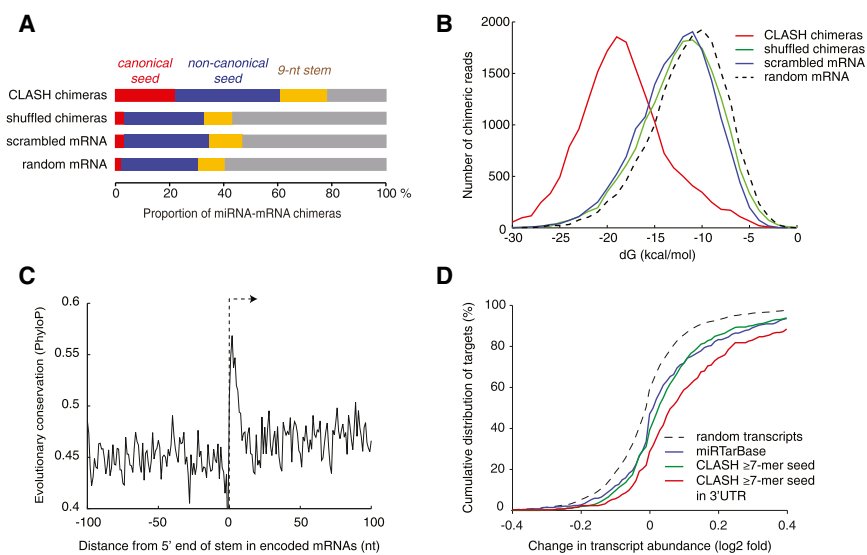 A
canonical seed
non-canonical seed
9-nt stem
CLASH chimeras
shuffled chimeras
scrambled mRNA
random mRNA
0 20 40 60 80 100 %
Proportion of miRNA-mRNA chimeras
B
Number of chimeric reads
2000
1500
1000
500
0
-30 -25 -20 -15 -10 -5 0
dG (kcal/mol)
CLASH chimeras
shuffled chimeras
scrambled mRNA
random mRNA
C
Evolutionary conservation (PhyloP)
0.6
0.55
0.5
0.45
0.4
-100 -50 0 50 100
Distance from 5' end of stem in encoded mRNAs (nt)
D
Cumulative distribution of targets (%)
100
80
60
40
20
0
-0.4 -0.2 0 0.2 0.4
Change in transcript abundance (log2 fold)
random transcripts
miRTarBase
CLASH ≥7-mer seed
CLASH ≥7-mer seed
in 3'UTR